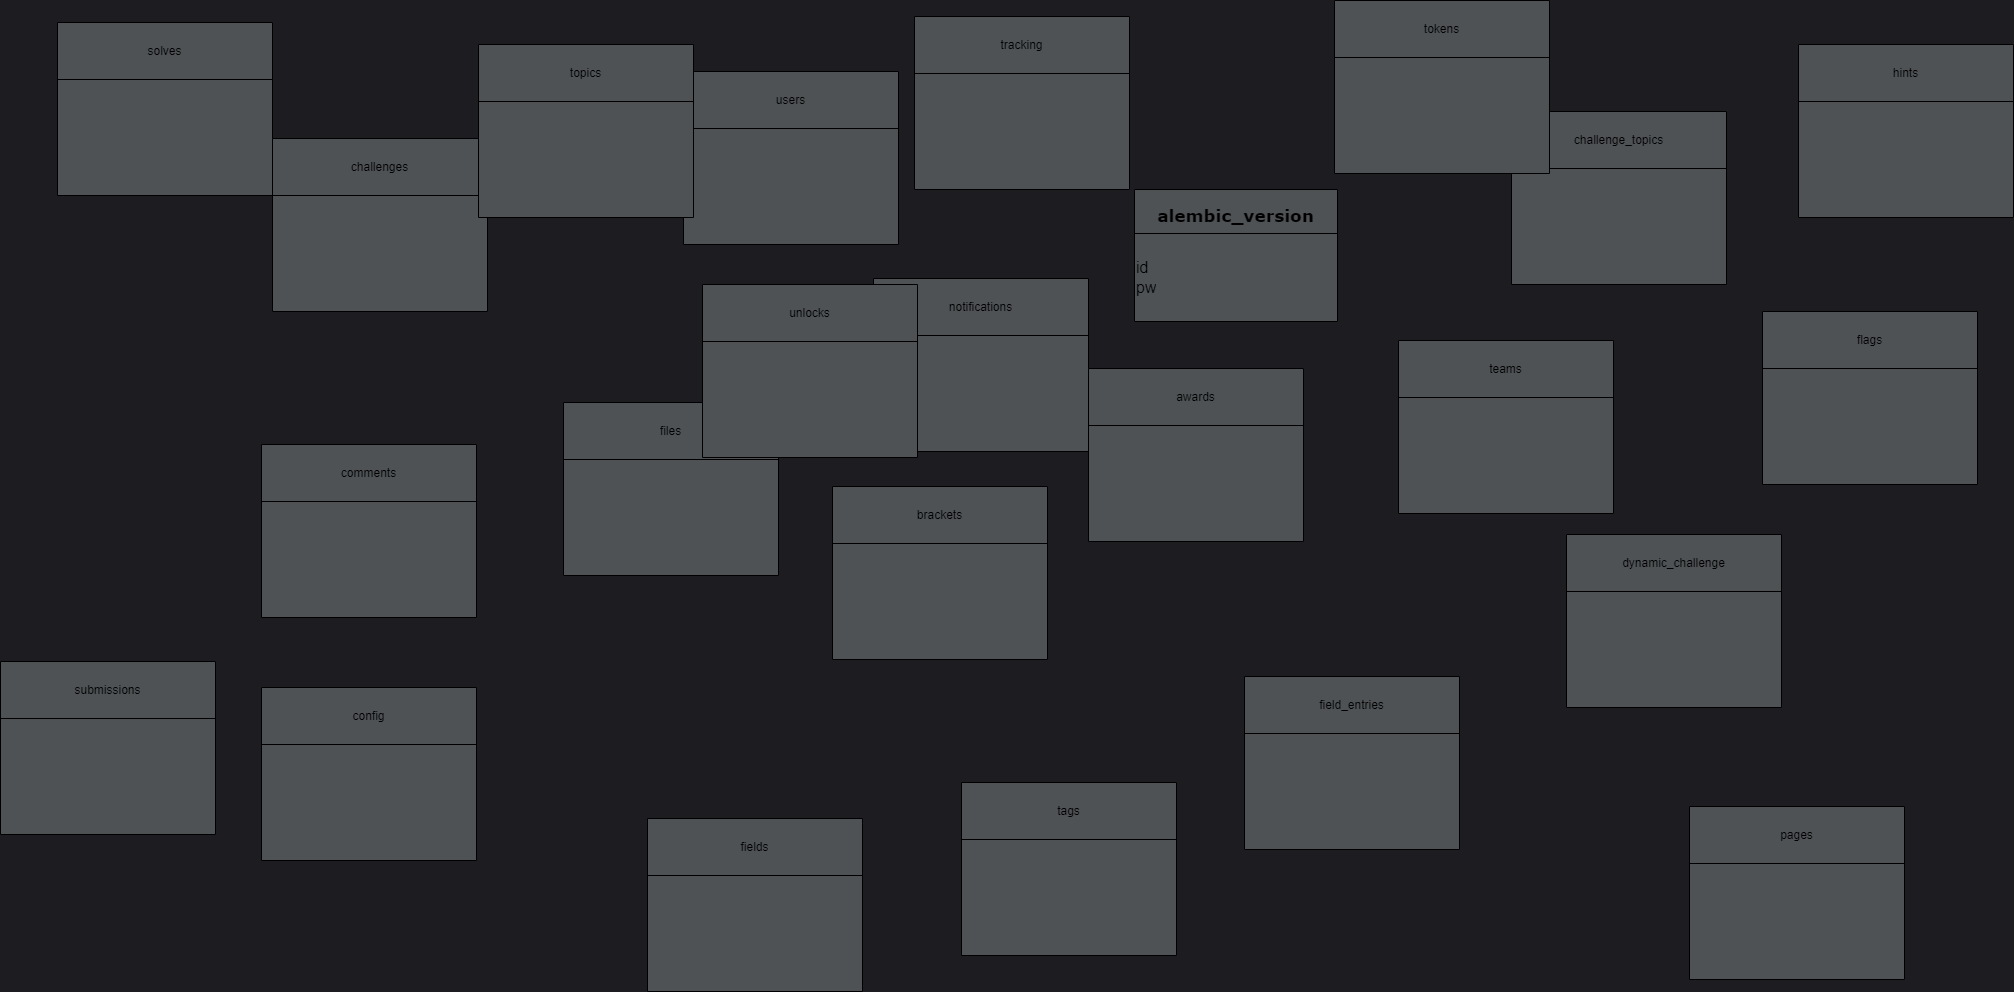 tokens
solves
topics
tracking
hints
users
challenges
challenge_topics
alembic_version
id
pw
unlocks
notifications
flags
teams
awards
files
comments
brackets
dynamic_challenge
submissions
config
field_entries
tags
fields
pages